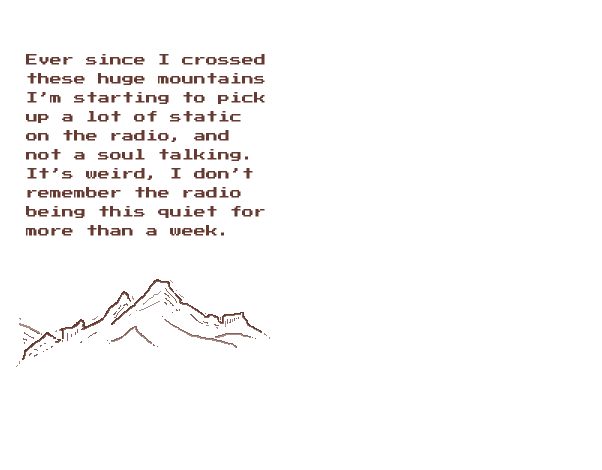 Ever since I crossed
these huge mountains
I'm starting to pick
up a lot of static
on the radio, and
not a soul talking.
It's weird, I don't
remember the radio
being this quiet for
more than a week.